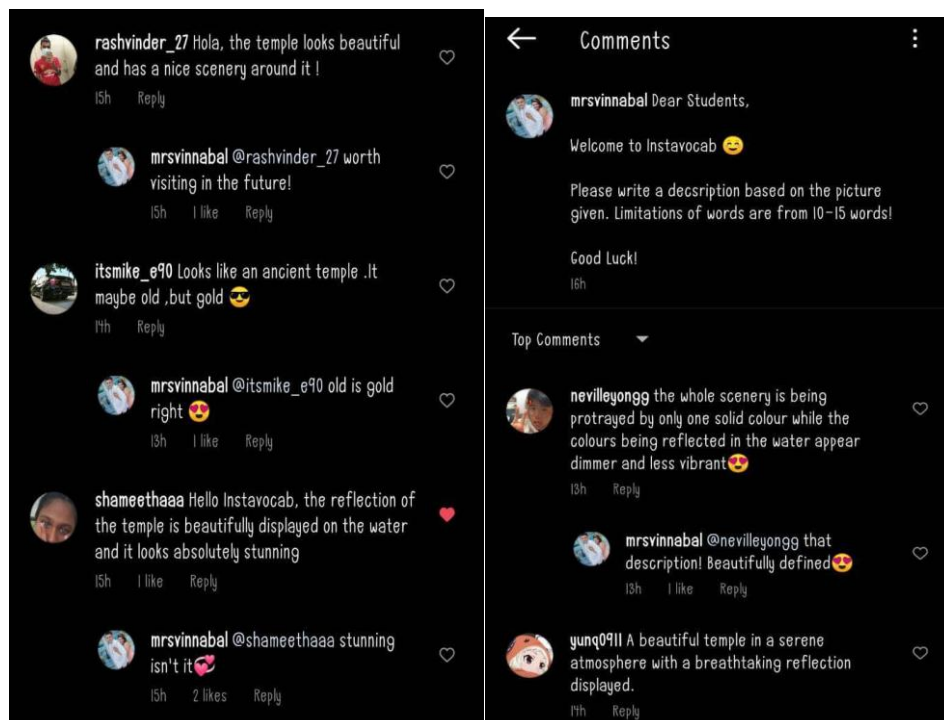 rashvinder_27 Hola, the temple looks beautiful
and has a nice scenery around it !
15h Reply
mrsvinnabal @rashvinder_27 worth
visiting in the future!
15h 1 like Reply
itsmike_e90 Looks like an ancient temple .It
maybe old ,but gold 😎
14h Reply
mrsvinnabal @itsmike_e90 old is gold
right 😍
13h 1 like Reply
shameethaaa Hello Instavocab, the reflection of
the temple is beautifully displayed on the water
and it looks absolutely stunning
15h 1 like Reply
mrsvinnabal @shameethaaa stunning
isn't it💞
15h 2 likes Reply
Comments
mrsvinnabal Dear Students,
Welcome to Instavocab ☺️
Please write a decsription based on the picture
given. Limitations of words are from 10-15 words!
Good Luck!
16h
Top Comments
nevilleyongg the whole scenery is being
protrayed by only one solid colour while the
colours being reflected in the water appear
dimmer and less vibrant😍
13h Reply
mrsvinnabal @nevilleyongg that
description! Beautifully defined😍
13h 1 like Reply
yunq0911 A beautiful temple in a serene
atmosphere with a breathtaking reflection
displayed.
14h Reply